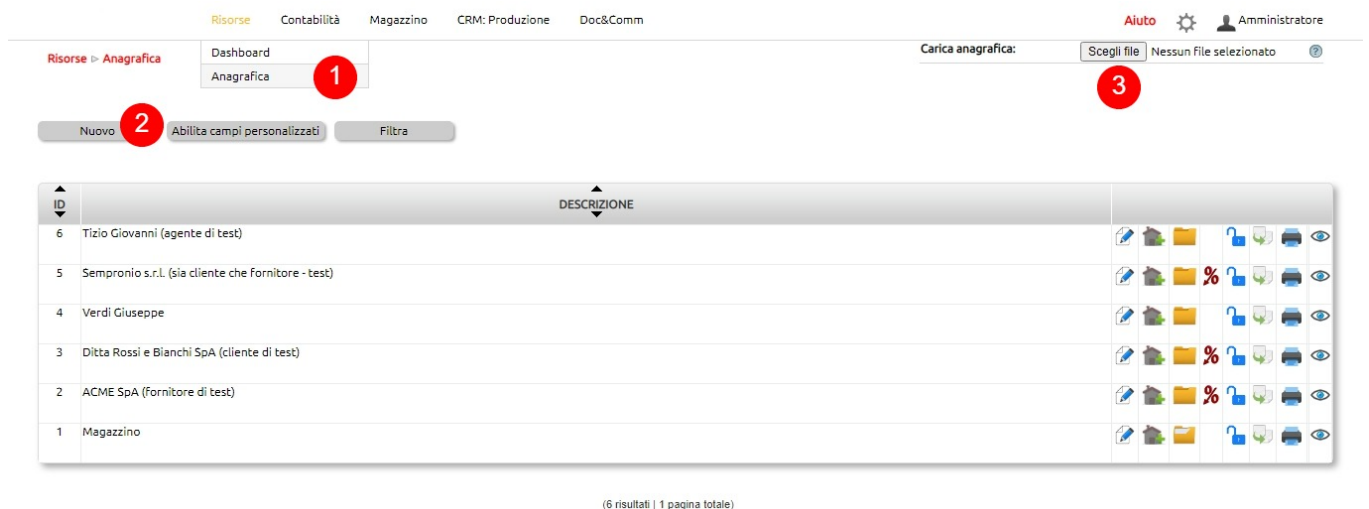 Risorse Contabilità Magazzino CRM: Produzione Doc&Comm Aiuto Amministratore
Risorse ▷ Anagrafica Dashboard Carica anagrafica: Scegli file Nessun file selezionato ?
Anagrafica 1 3
Nuovo 2 Abilita campi personalizzati Filtra
ID DESCRIZIONE
6 Tizio Giovanni (agente di test)
5 Sempronio s.r.l. (sia cliente che fornitore - test) %
4 Verdi Giuseppe
3 Ditta Rossi e Bianchi SpA (cliente di test) %
2 ACME SpA (fornitore di test) %
1 Magazzino
(6 risultati | 1 pagina totale)